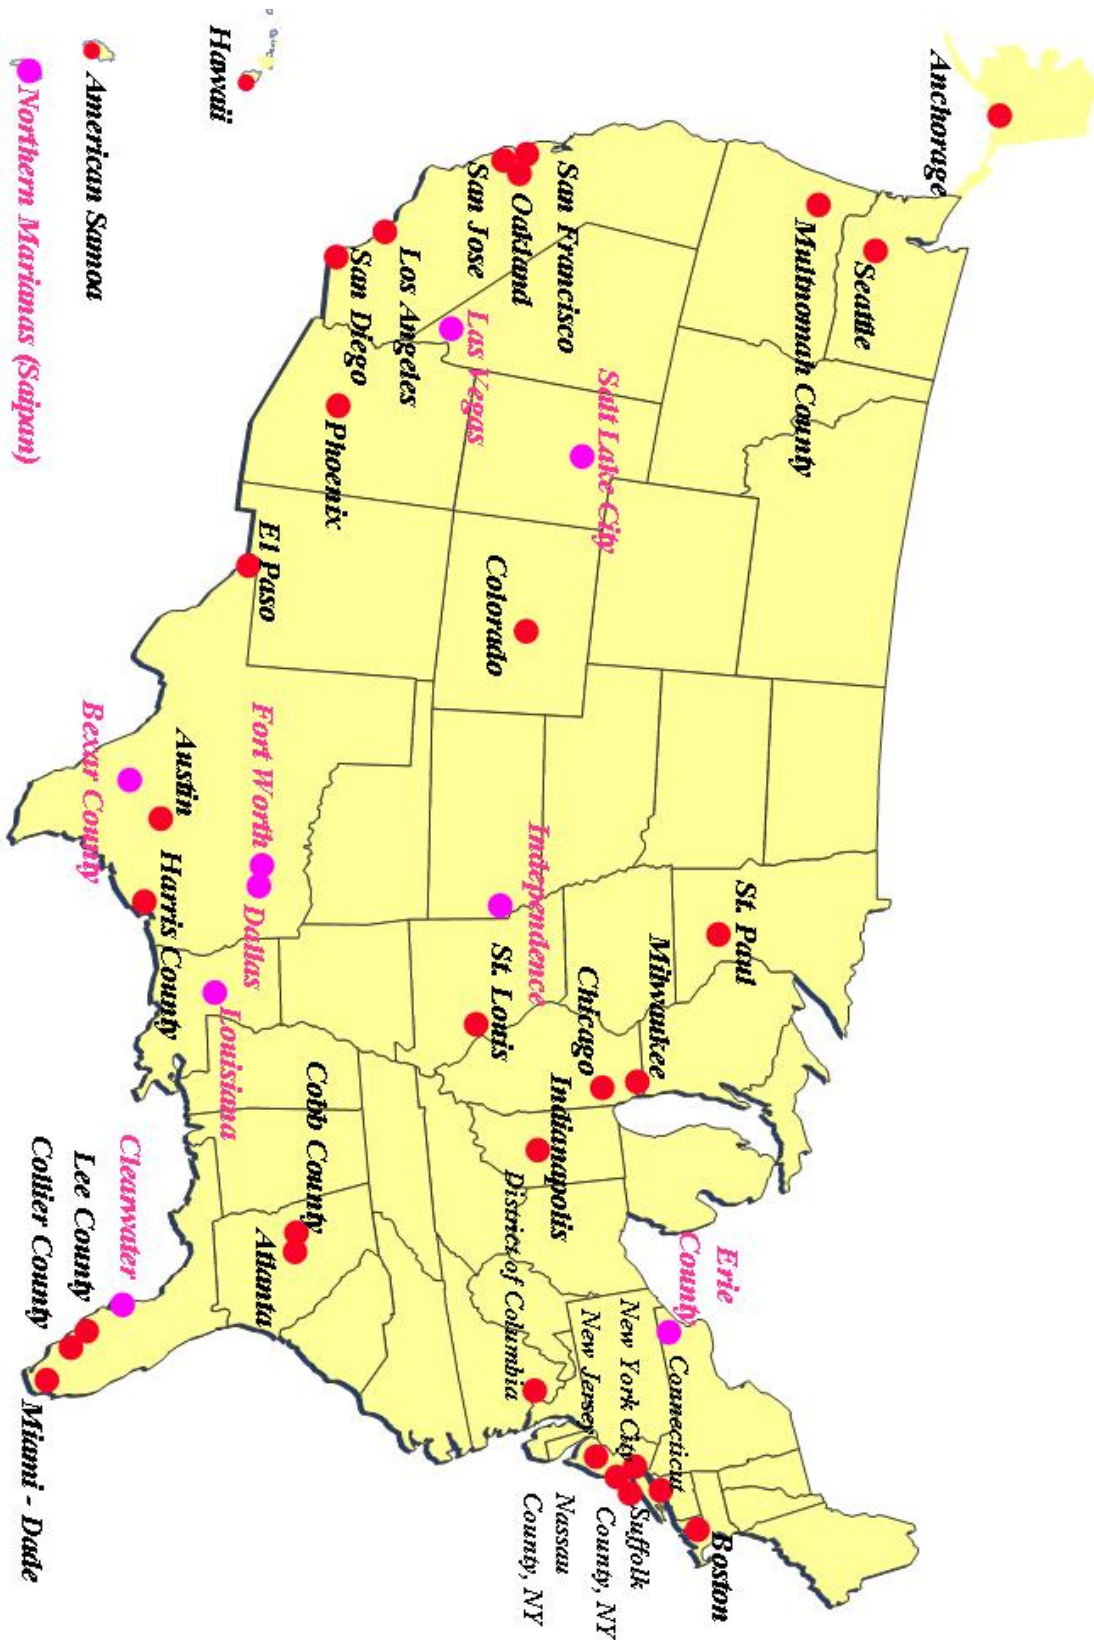 Anchorage
Seattle
Multnomah County
San Francisco
Oakland
San Jose
Los Angeles
San Diego
Las Vegas
Salt Lake City
Phoenix
El Paso
Colorado
Hawaii
American Samoa
Northern Marianas (Saipan)
Fort Worth
Dallas
Austin
Bexar County
Harris County
Independence
St. Paul
Milwaukee
Chicago
St. Louis
Indianapolis
Louisiana
Cobb County
Atlanta
Clearwater
Lee County
Collier County
Miami - Dade
District of Columbia
Erie
County
Connecticut
New York City
New Jersey
Boston
Suffolk
County, NY
Nassau
County, NY